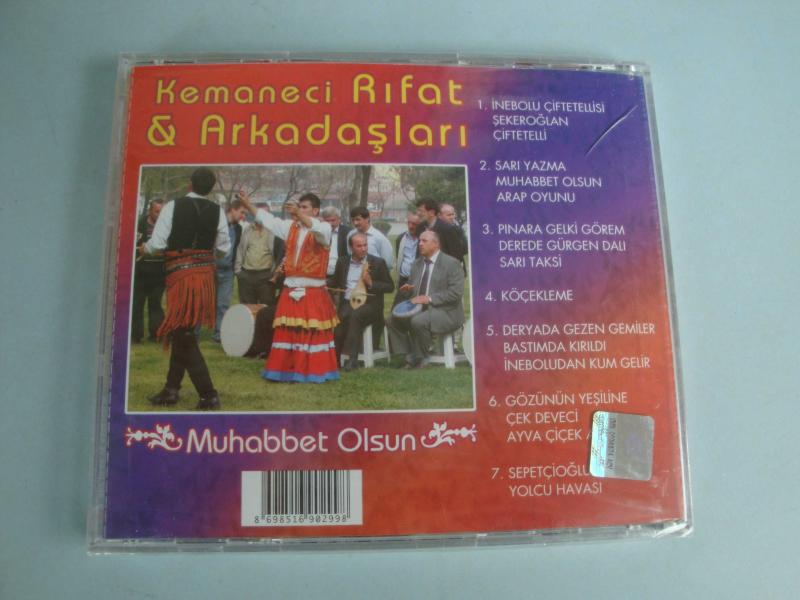 Kemaneci Rıfat
& Arkadaşları
1. İNEBOLU ÇİFTETELLİSİ
ŞEKEROĞLAN
ÇİFTETELLİ
2. SARI YAZMA
MUHABBET OLSUN
ARAP OYUNU
3. PINARA GELKİ GÖREM
DEREDE GÜRGEN DALI
SARI TAKSİ
4. KÖÇEKLEME
5. DERYADA GEZEN GEMİLER
BASTIMDA KIRILDI
İNEBOLUDAN KUM GELİR
6. GÖZÜNÜN YEŞİLİNE
ÇEK DEVECİ
AYVA ÇİÇEK
7. SEPETÇİOĞLU
YOLCU HAVASI
Muhabbet Olsun
8 698516 902998